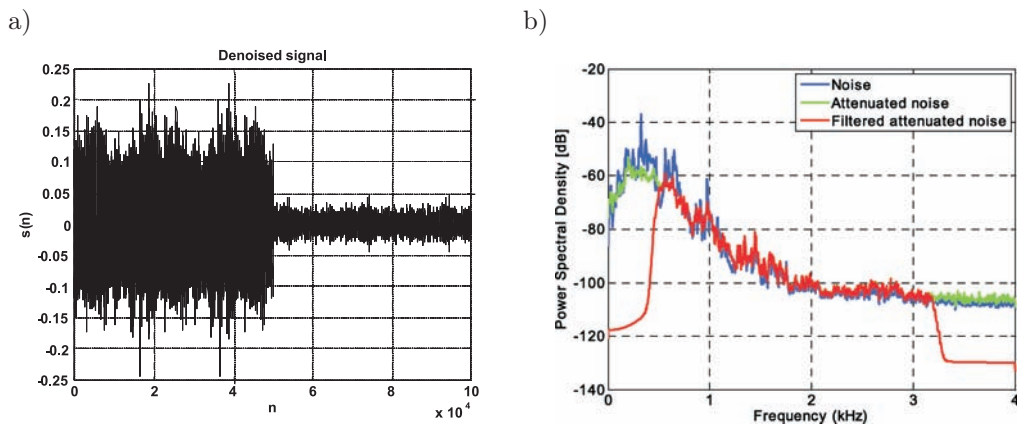 a)
Denoised signal
0.25
0.2
0.15
0.1
0.05
0
-0.05
-0.1
-0.15
-0.2
-0.25
s(n)
0 2 4 6 8 10
n
x 10^4
b)
-20
-40
-60
-80
-100
-120
-140
Power Spectral Density [dB]
Noise
Attenuated noise
Filtered attenuated noise
0 1 2 3 4
Frequency (kHz)